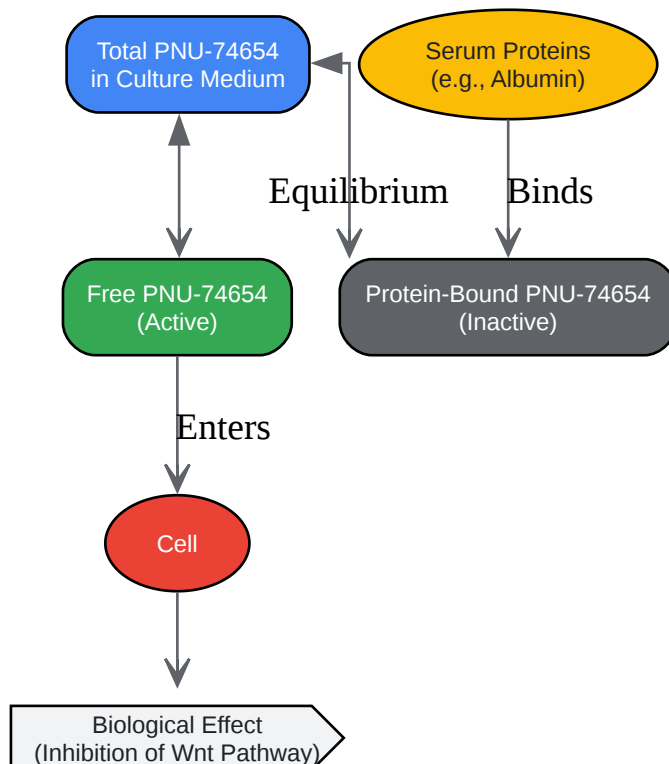 Total PNU-74654
in Culture Medium
Serum Proteins
(e.g., Albumin)
Equilibrium
Binds
Free PNU-74654
(Active)
Protein-Bound PNU-74654
(Inactive)
Enters
Cell
Biological Effect
(Inhibition of Wnt Pathway)